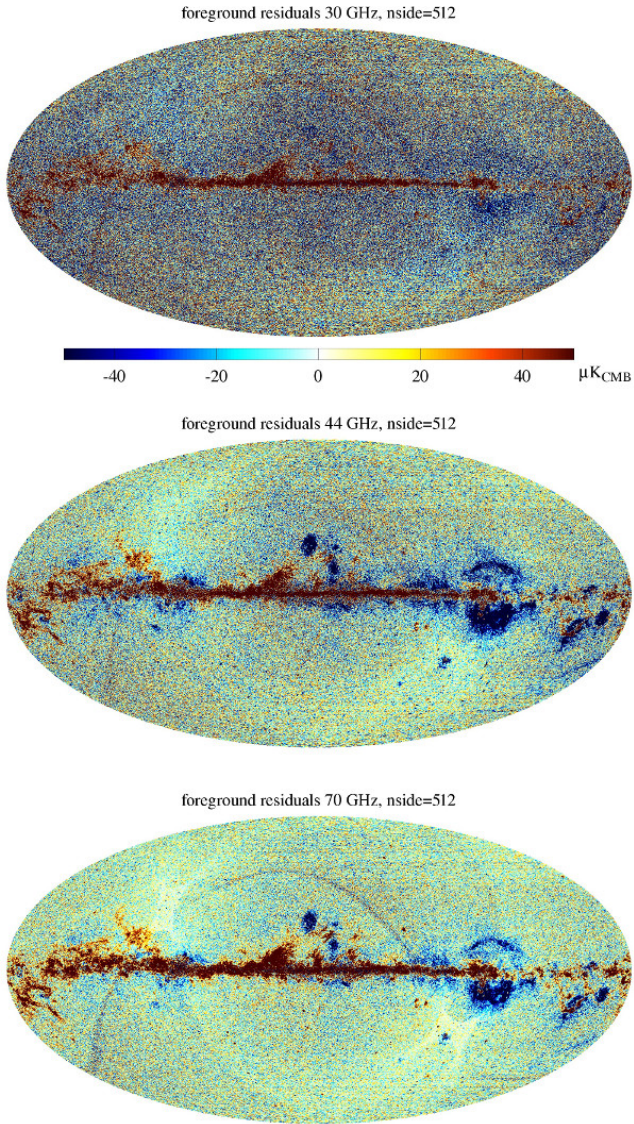 foreground residuals 30 GHz, nside=512
-40 -20 0 20 40 μK_CMB
foreground residuals 44 GHz, nside=512
foreground residuals 70 GHz, nside=512